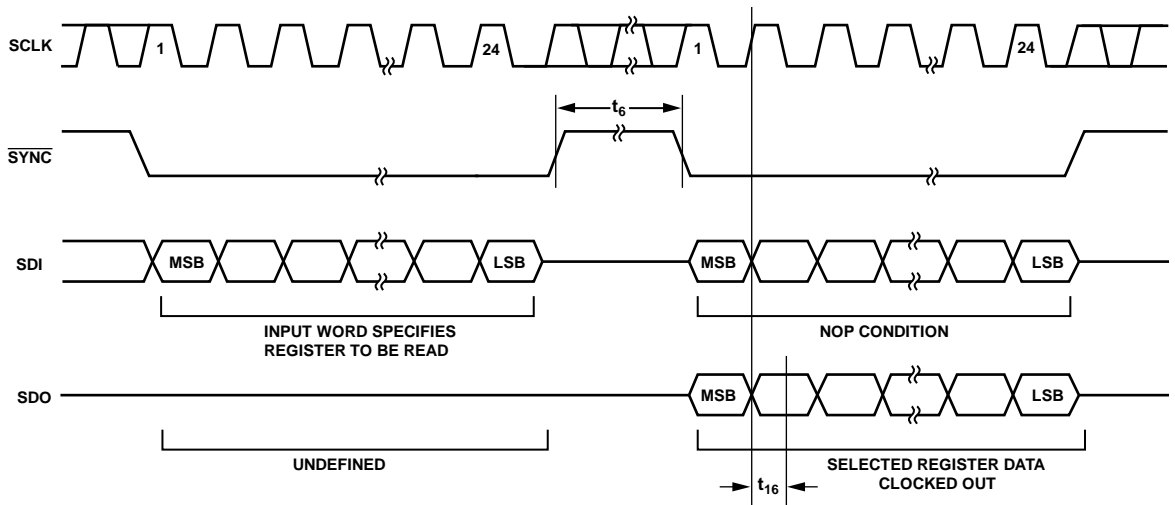 SCLK
1
24
1
24
t6
SYNC
SDI
MSB
LSB
MSB
LSB
INPUT WORD SPECIFIES
REGISTER TO BE READ
NOP CONDITION
SDO
MSB
LSB
UNDEFINED
SELECTED REGISTER DATA
CLOCKED OUT
t16